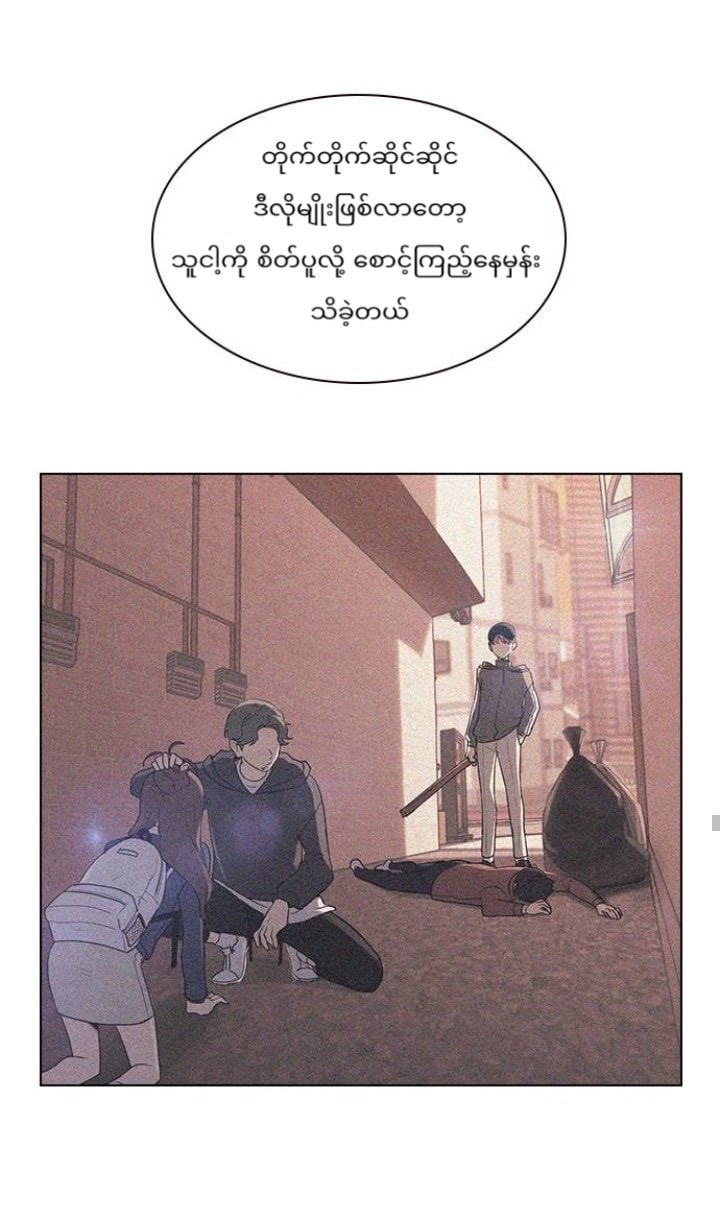 တိုက်တိုက်ဆိုင်ဆိုင်
ဒီလိုမျိုးဖြစ်လာတော့
သူငါ့ကို စိတ်ပူလို့ စောင့်ကြည့်နေမှန်း
သိခဲ့တယ်